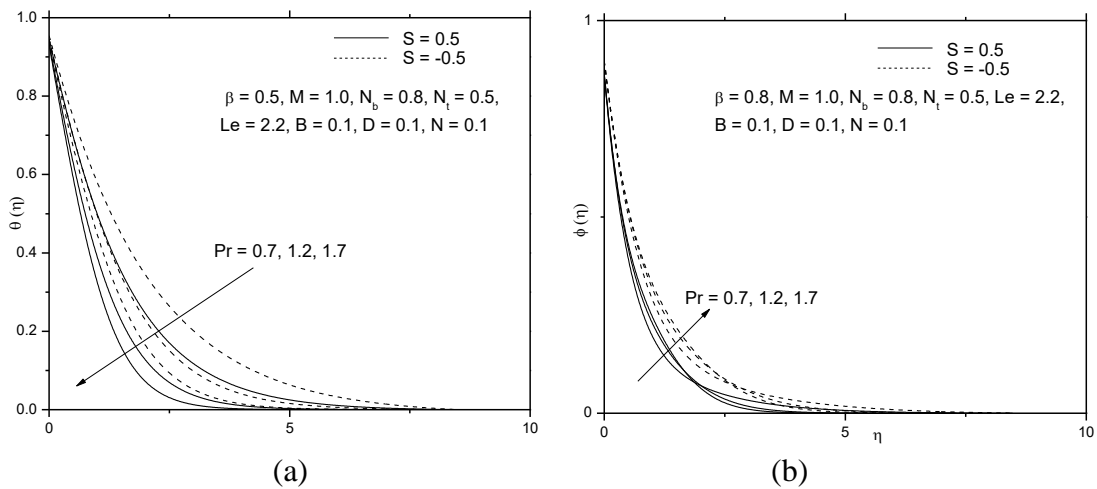 1.0
0.8
0.6
0.4
0.2
0.0
0
5
10
θ (η)
S = 0.5
S = -0.5
β = 0.5, M = 1.0, N_b = 0.8, N_t = 0.5,
Le = 2.2, B = 0.1, D = 0.1, N = 0.1
Pr = 0.7, 1.2, 1.7
(a)
1
0
0
5
10
η
ϕ (η)
S = 0.5
S = -0.5
β = 0.8, M = 1.0, N_b = 0.8, N_t = 0.5, Le = 2.2,
B = 0.1, D = 0.1, N = 0.1
Pr = 0.7, 1.2, 1.7
(b)